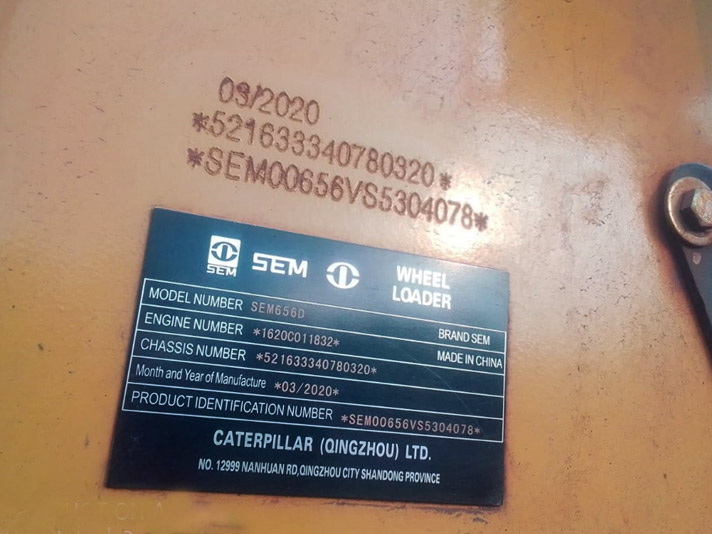 03/2020
*521633340780320*
*SEM00656VS5304078*
SEM SEM WHEEL
LOADER
MODEL NUMBER SEM656D
ENGINE NUMBER *1620C011832* BRAND SEM
CHASSIS NUMBER *521633340780320* MADE IN CHINA
Month and Year of Manufacture *03/2020*
PRODUCT IDENTIFICATION NUMBER *SEM00656VS5304078*
CATERPILLAR (QINGZHOU) LTD.
NO. 12999 NANHUAN RD,QINGZHOU CITY SHANDONG PROVINCE